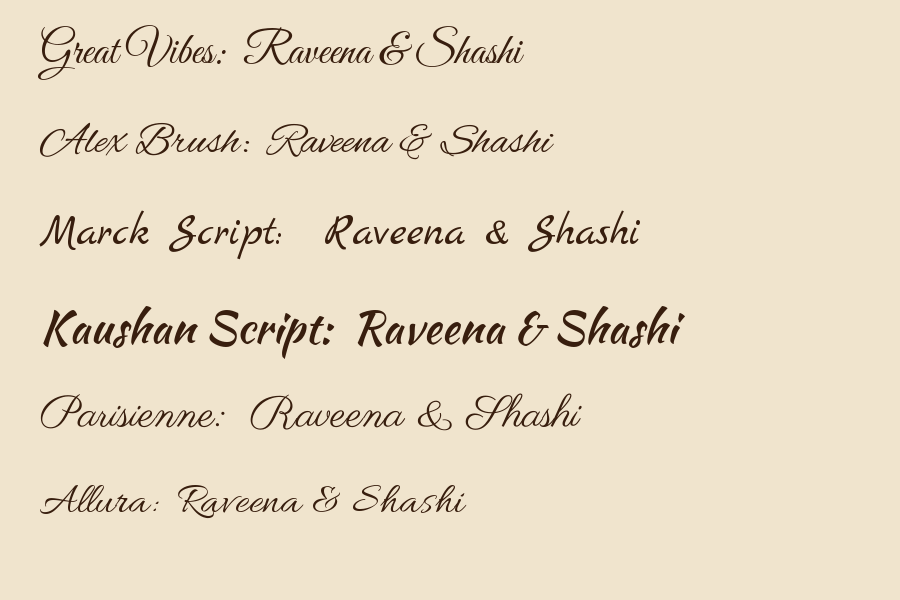 Great Vibes: Raveena & Shashi
Alex Brush: Raveena & Shashi
Marck Script: Raveena & Shashi
Kaushan Script: Raveena & Shashi
Parisienne: Raveena & Shashi
Allura: Raveena & Shashi